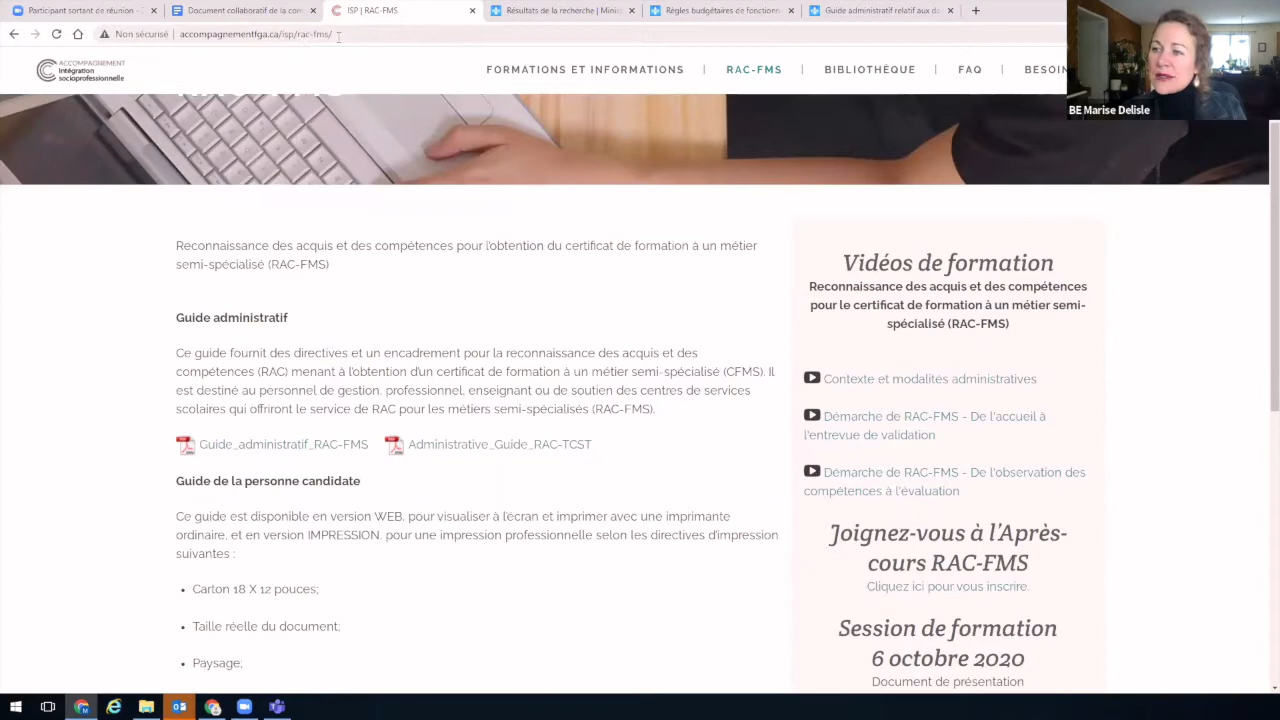 Participant sortant de réunion -
Document collaboratif de la com
ISP | RAC-FMS
Résultats de la recherche | Minis
Règles budgétaires de fonction
Guide administratif relatif aux d
Non sécurisé | accompagnementfga.ca/isp/rac-fms/
ACCOMPAGNEMENT
Intégration
socioprofessionnelle
FORMATIONS ET INFORMATIONS | RAC-FMS | BIBLIOTHÈQUE | FAQ | BESOIN
BE Marise Delisle
Reconnaissance des acquis et des compétences pour l'obtention du certificat de formation à un métier
semi-spécialisé (RAC-FMS)
Guide administratif
Ce guide fournit des directives et un encadrement pour la reconnaissance des acquis et des
compétences (RAC) menant à l'obtention d'un certificat de formation à un métier semi-spécialisé (CFMS). Il
est destiné au personnel de gestion, professionnel, enseignant ou de soutien des centres de services
scolaires qui offriront le service de RAC pour les métiers semi-spécialisés (RAC-FMS).
Guide_administratif_RAC-FMS Administrative_Guide_RAC-TCST
Guide de la personne candidate
Ce guide est disponible en version WEB, pour visualiser à l'écran et imprimer avec une imprimante
ordinaire, et en version IMPRESSION, pour une impression professionnelle selon les directives d'impression
suivantes :
• Carton 18 X 12 pouces;
• Taille réelle du document;
• Paysage;
Vidéos de formation
Reconnaissance des acquis et des compétences
pour le certificat de formation à un métier semi-
spécialisé (RAC-FMS)
Contexte et modalités administratives
Démarche de RAC-FMS - De l'accueil à
l'entrevue de validation
Démarche de RAC-FMS - De l'observation des
compétences à l'évaluation
Joignez-vous à l'Après-
cours RAC-FMS
Cliquez ici pour vous inscrire.
Session de formation
6 octobre 2020
Document de présentation